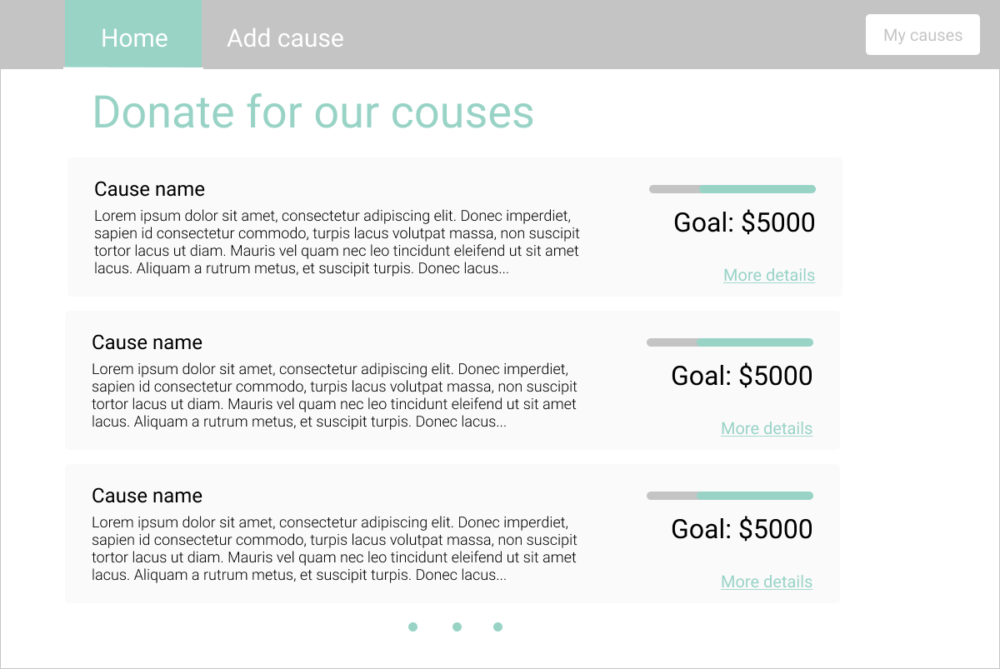 Home
Add cause
My causes
Donate for our couses
Cause name
Lorem ipsum dolor sit amet, consectetur adipiscing elit. Donec imperdiet,
sapien id consectetur commodo, turpis lacus volutpat massa, non suscipit
tortor lacus ut diam. Mauris vel quam nec leo tincidunt eleifend ut sit amet
lacus. Aliquam a rutrum metus, et suscipit turpis. Donec lacus...
Goal: $5000
More details
Cause name
Lorem ipsum dolor sit amet, consectetur adipiscing elit. Donec imperdiet,
sapien id consectetur commodo, turpis lacus volutpat massa, non suscipit
tortor lacus ut diam. Mauris vel quam nec leo tincidunt eleifend ut sit amet
lacus. Aliquam a rutrum metus, et suscipit turpis. Donec lacus...
Goal: $5000
More details
Cause name
Lorem ipsum dolor sit amet, consectetur adipiscing elit. Donec imperdiet,
sapien id consectetur commodo, turpis lacus volutpat massa, non suscipit
tortor lacus ut diam. Mauris vel quam nec leo tincidunt eleifend ut sit amet
lacus. Aliquam a rutrum metus, et suscipit turpis. Donec lacus...
Goal: $5000
More details